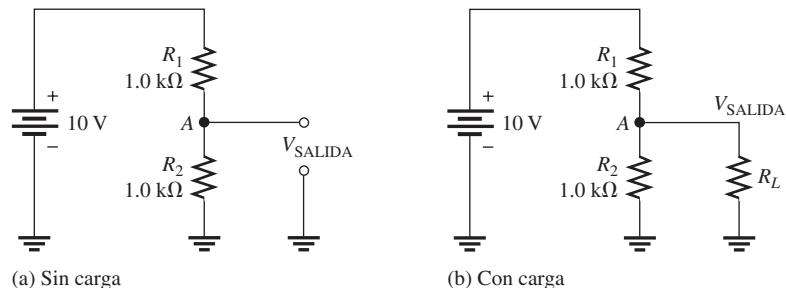 R1
1.0 kΩ
+
10 V
−
A
VSALIDA
R2
1.0 kΩ
(a) Sin carga
R1
1.0 kΩ
+
10 V
−
A
VSALIDA
R2
1.0 kΩ
RL
(b) Con carga